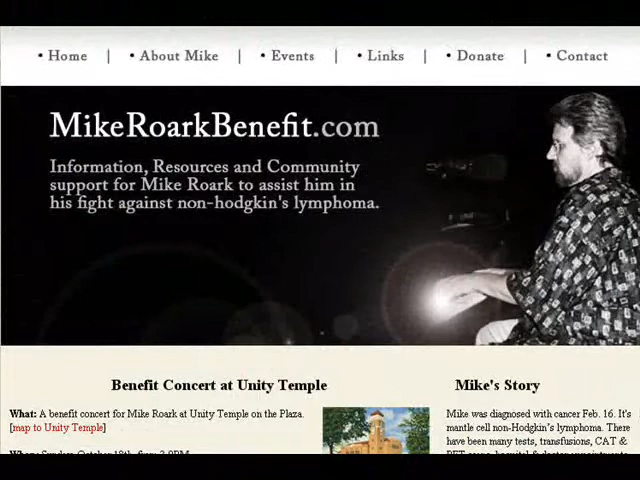 • Home | • About Mike | • Events | • Links | • Donate | • Contact
MikeRoarkBenefit.com
Information, Resources and Community
support for Mike Roark to assist him in
his fight against non-hodgkin's lymphoma.
Benefit Concert at Unity Temple
What: A benefit concert for Mike Roark at Unity Temple on the Plaza.
[map to Unity Temple]
Mike's Story
Mike was diagnosed with cancer Feb. 16. It's
mantle cell non-Hodgkin's lymphoma. There
have been many tests, transfusions, CAT &